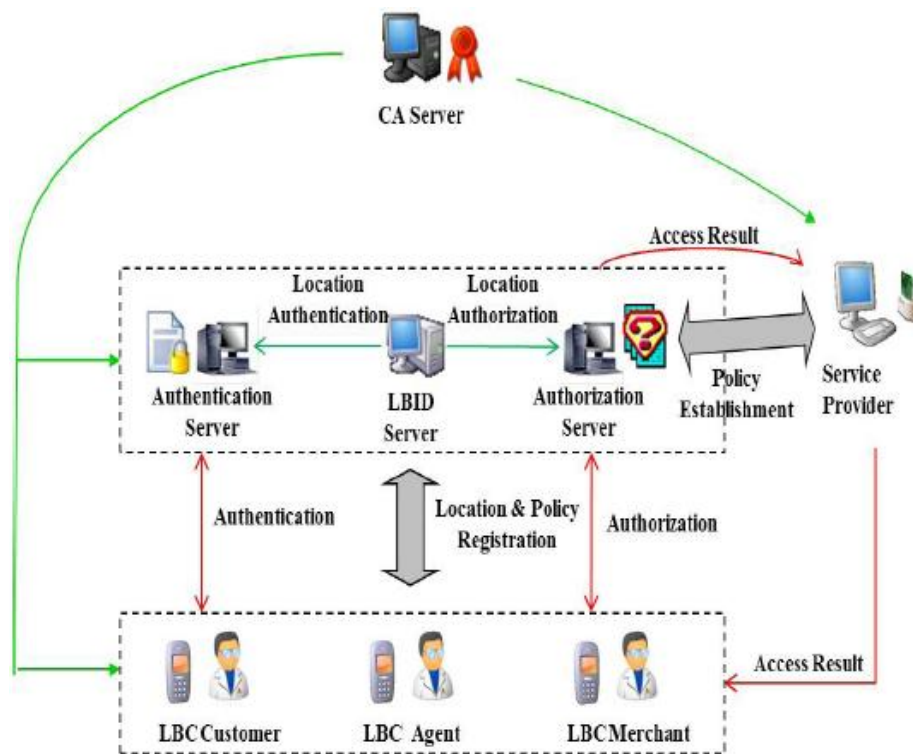 CA Server
Access Result
Location
Authentication
Location
Authorization
Authentication
Server
LBID
Server
Authorization
Server
Policy
Establishment
Service
Provider
Authentication
Location & Policy
Registration
Authorization
Access Result
LBC Customer
LBC Agent
LBC Merchant